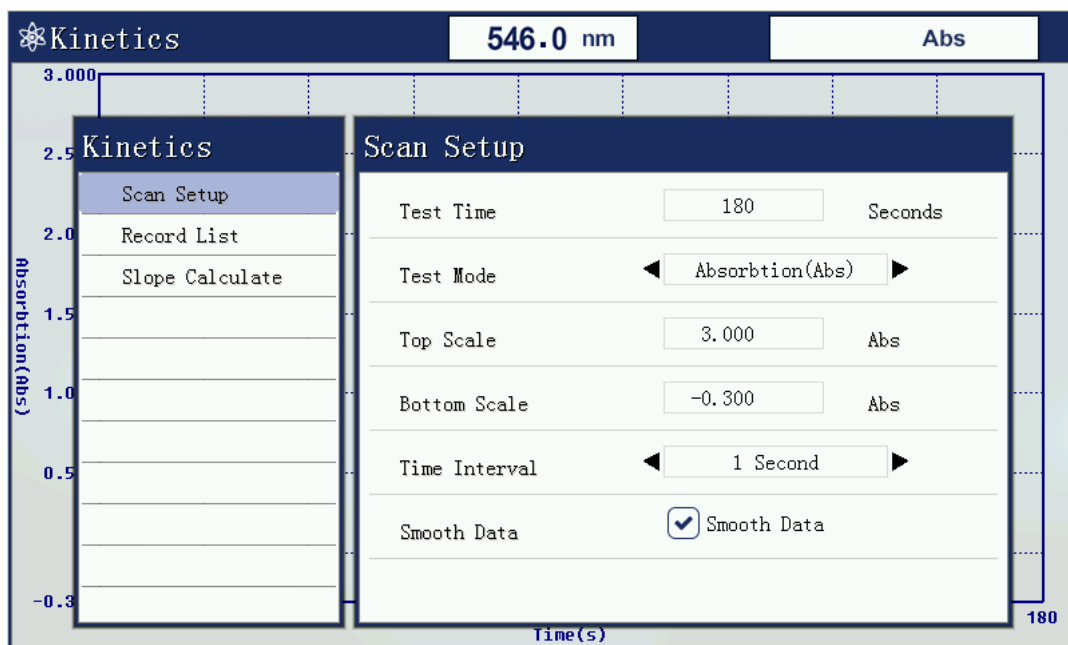 Kinetics 546.0 nm Abs
3.000
2.5
2.0
1.5
1.0
0.5
-0.3
Absorbtion(Abs)
Kinetics
Scan Setup
Record List
Slope Calculate
Scan Setup
Test Time 180 Seconds
Test Mode Absorbtion(Abs)
Top Scale 3.000 Abs
Bottom Scale -0.300 Abs
Time Interval 1 Second
Smooth Data Smooth Data
180
Time(s)